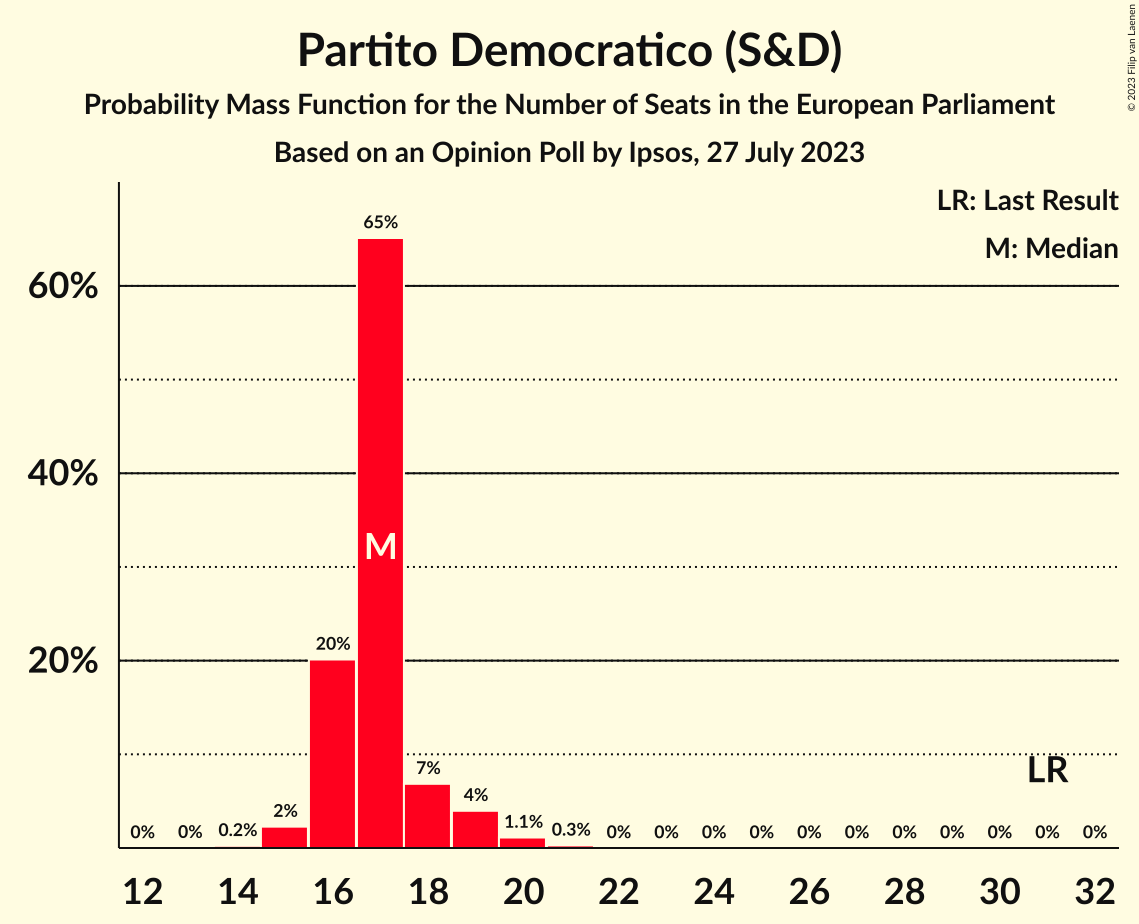 Partito Democratico (S&D)
Probability Mass Function for the Number of Seats in the European Parliament
Based on an Opinion Poll by Ipsos, 27 July 2023
© 2023 Filip van Laenen
LR: Last Result
M: Median
60%
40%
20%
0%
0%
0.2%
2%
20%
65%
M
7%
4%
1.1%
0.3%
0%
0%
0%
0%
0%
0%
0%
0%
0%
LR
0%
0%
12 14 16 18 20 22 24 26 28 30 32